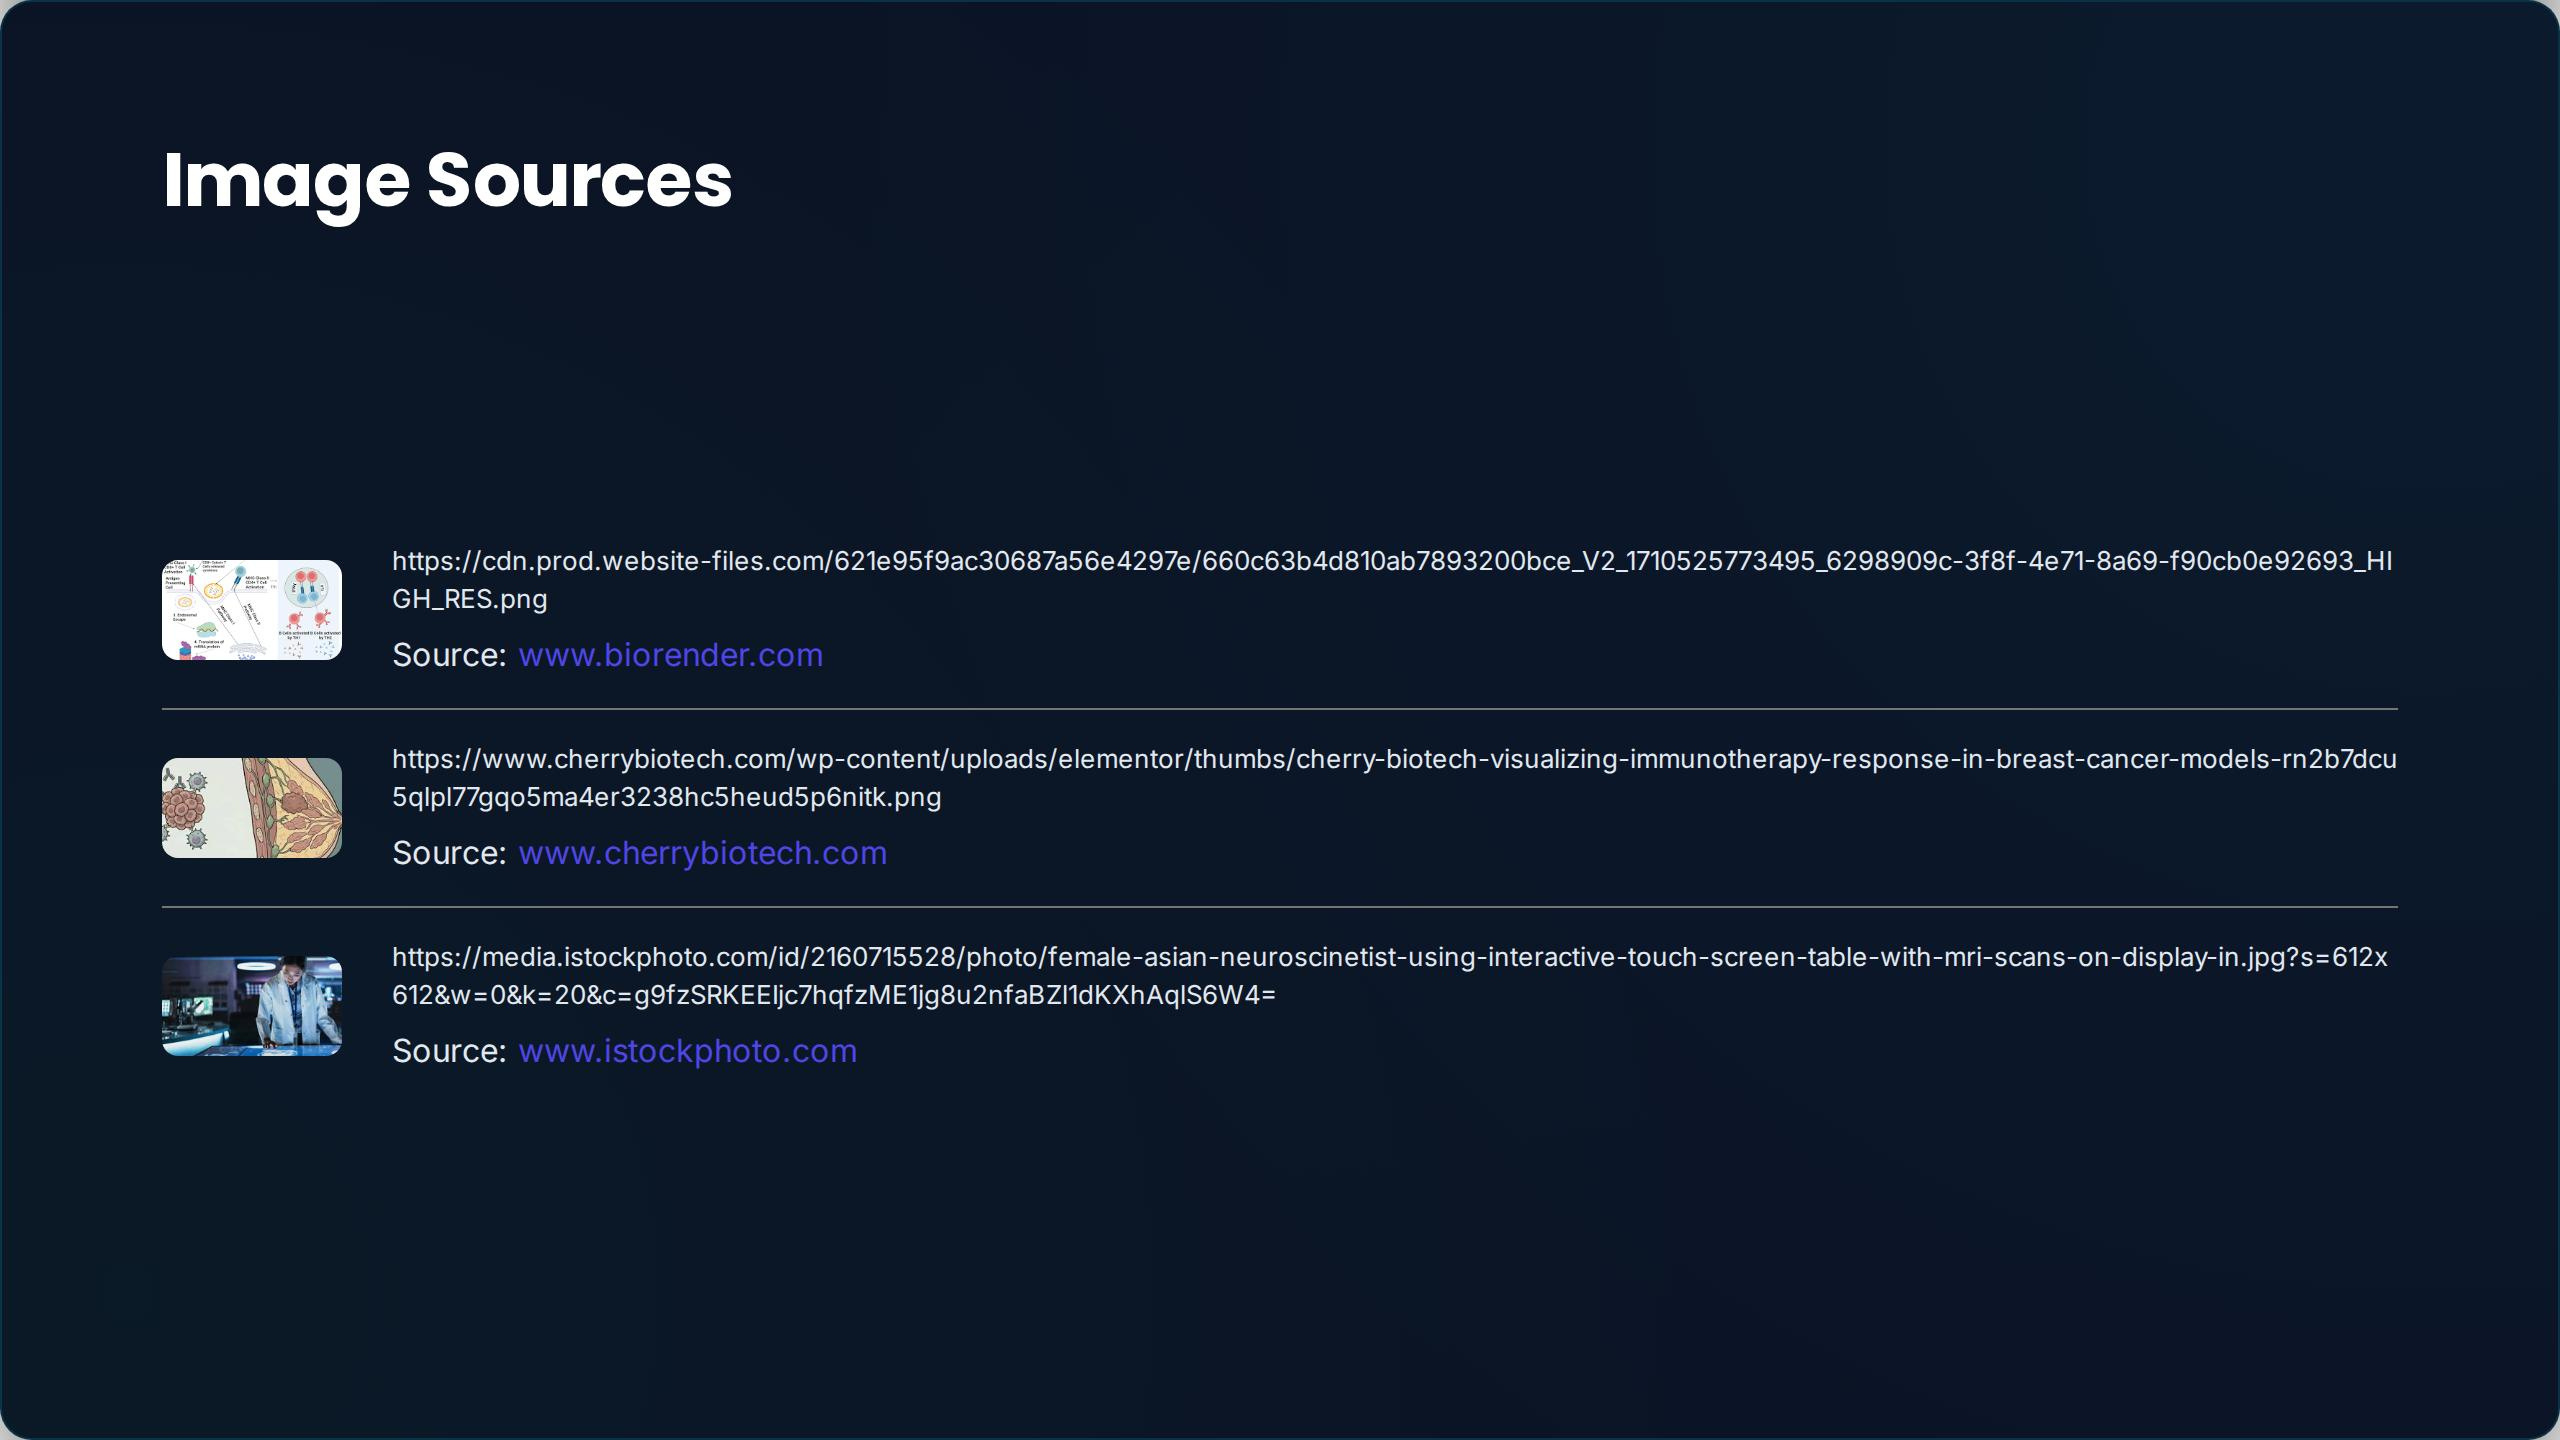 Image Sources
https://cdn.prod.website-files.com/621e95f9ac30687a56e4297e/660c63b4d810ab7893200bce_V2_1710525773495_6298909c-3f8f-4e71-8a69-f90cb0e92693_HI
GH_RES.png
Source: www.biorender.com
https://www.cherrybiotech.com/wp-content/uploads/elementor/thumbs/cherry-biotech-visualizing-immunotherapy-response-in-breast-cancer-models-rn2b7dcu
5qlpl77gqo5ma4er3238hc5heud5p6nitk.png
Source: www.cherrybiotech.com
https://media.istockphoto.com/id/2160715528/photo/female-asian-neuroscinetist-using-interactive-touch-screen-table-with-mri-scans-on-display-in.jpg?s=612x
612&w=0&k=20&c=g9fzSRKEEljc7hqfzME1jg8u2nfaBZl1dKXhAqlS6W4=
Source: www.istockphoto.com